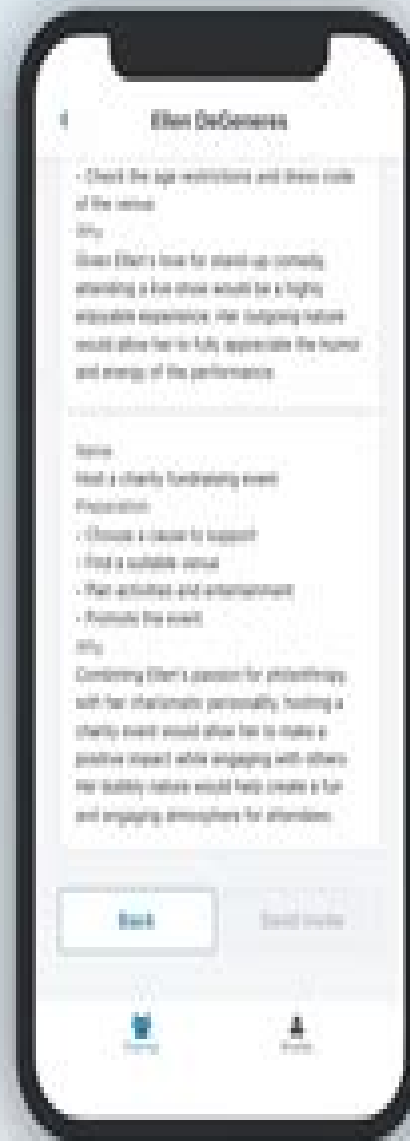 Ellen DeGeneres
- Check the age restrictions and dress code
of the venue
Why
Given Ellen's love for stand-up comedy,
attending a live show would be a highly
enjoyable experience. Her outgoing nature
would allow her to fully appreciate the humor
and energy of the performance.
Name
Host a charity fundraising event
Preparation
- Choose a cause to support
- Find a suitable venue
- Plan activities and entertainment
- Promote the event
Why
Combining Ellen's passion for philanthropy
with her charismatic personality, hosting a
charity event would allow her to make a
positive impact while engaging with others.
Her bubbly nature would help create a fun
and engaging atmosphere for attendees.
Back
Send invite